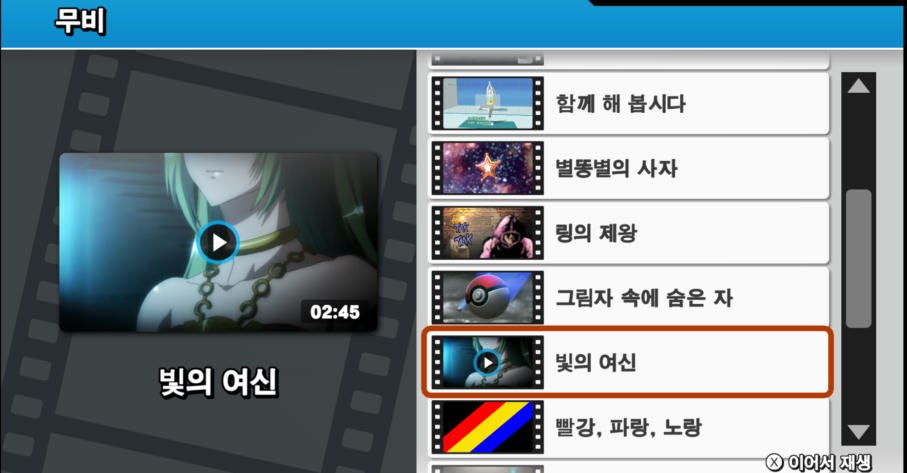 무비
함께 해 봅시다
별똥별의 사자
링의 제왕
그림자 속에 숨은 자
02:45
빛의 여신
빛의 여신
빨강, 파랑, 노랑
Ⓧ 이어서 재생